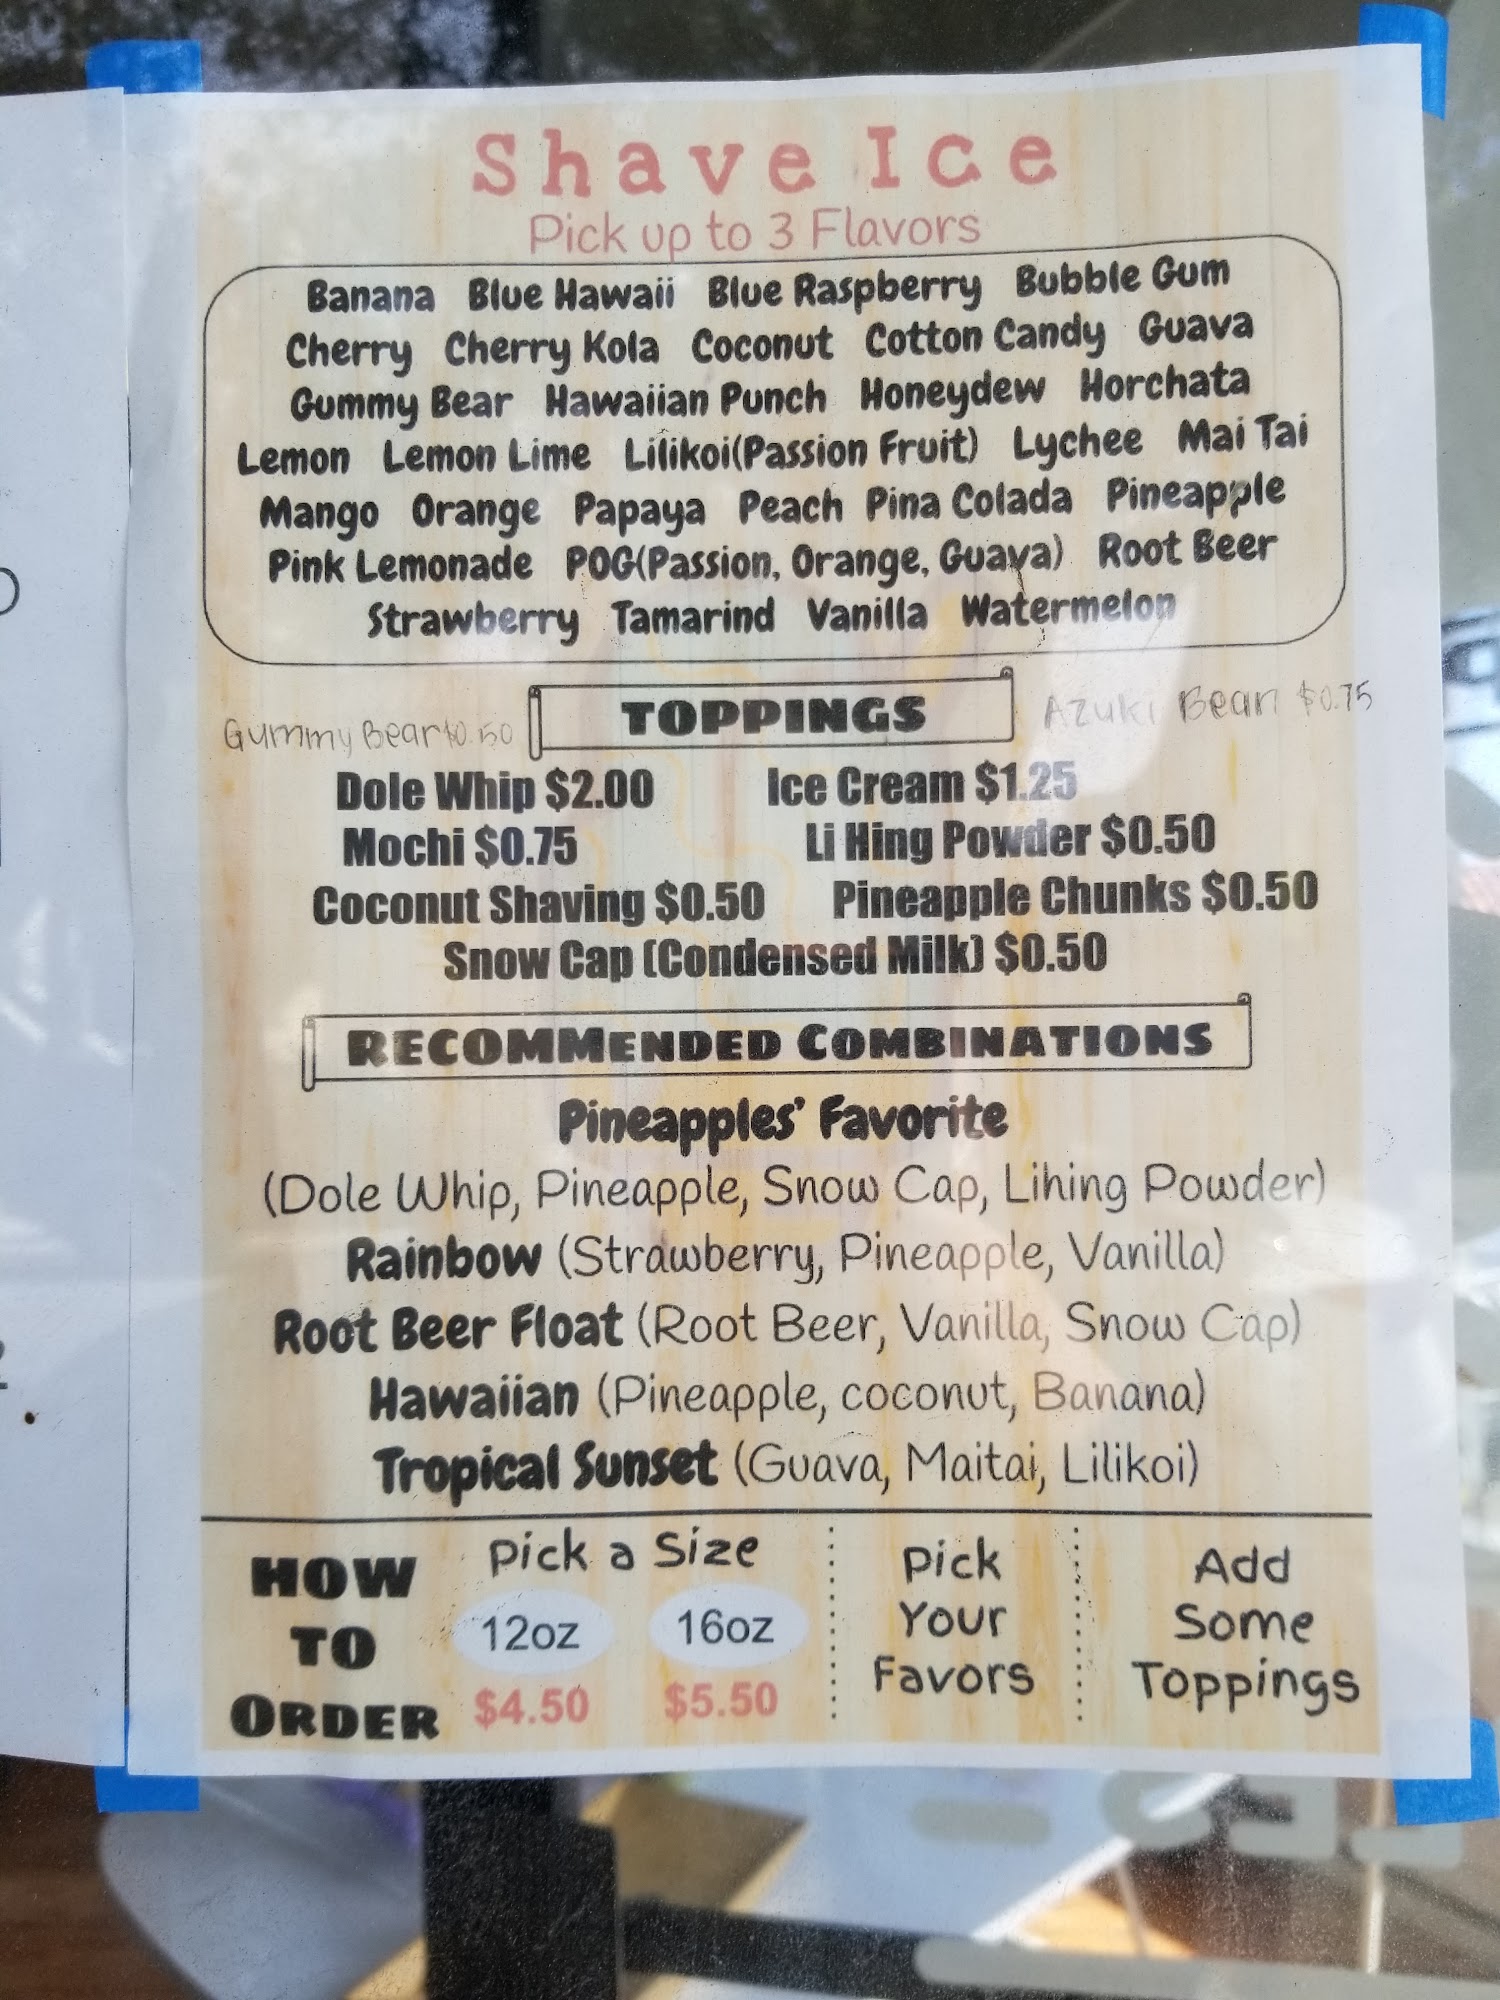 Shave Ice
Pick up to 3 Flavors
Banana Blue Hawaii Blue Raspberry Bubble Gum
Cherry Cherry Kola Coconut Cotton Candy Guava
Gummy Bear Hawaiian Punch Honeydew Horchata
Lemon Lemon Lime Lilikoi(Passion Fruit) Lychee Mai Tai
Mango Orange Papaya Peach Pina Colada Pineapple
Pink Lemonade POG(Passion, Orange, Guava) Root Beer
Strawberry Tamarind Vanilla Watermelon
TOPPINGS
Gummy Bear $0.50
Azuki Bean $0.75
Dole Whip $2.00 Ice Cream $1.25
Mochi $0.75 Li Hing Powder $0.50
Coconut Shaving $0.50 Pineapple Chunks $0.50
Snow Cap (Condensed Milk) $0.50
RECOMMENDED COMBINATIONS
Pineapples' Favorite
(Dole Whip, Pineapple, Snow Cap, Lihing Powder)
Rainbow (Strawberry, Pineapple, Vanilla)
Root Beer Float (Root Beer, Vanilla, Snow Cap)
Hawaiian (Pineapple, coconut, Banana)
Tropical Sunset (Guava, Maitai, Lilikoi)
HOW
TO
ORDER
Pick a Size
12oz 16oz
$4.50 $5.50
Pick
Your
Favors
Add
Some
Toppings